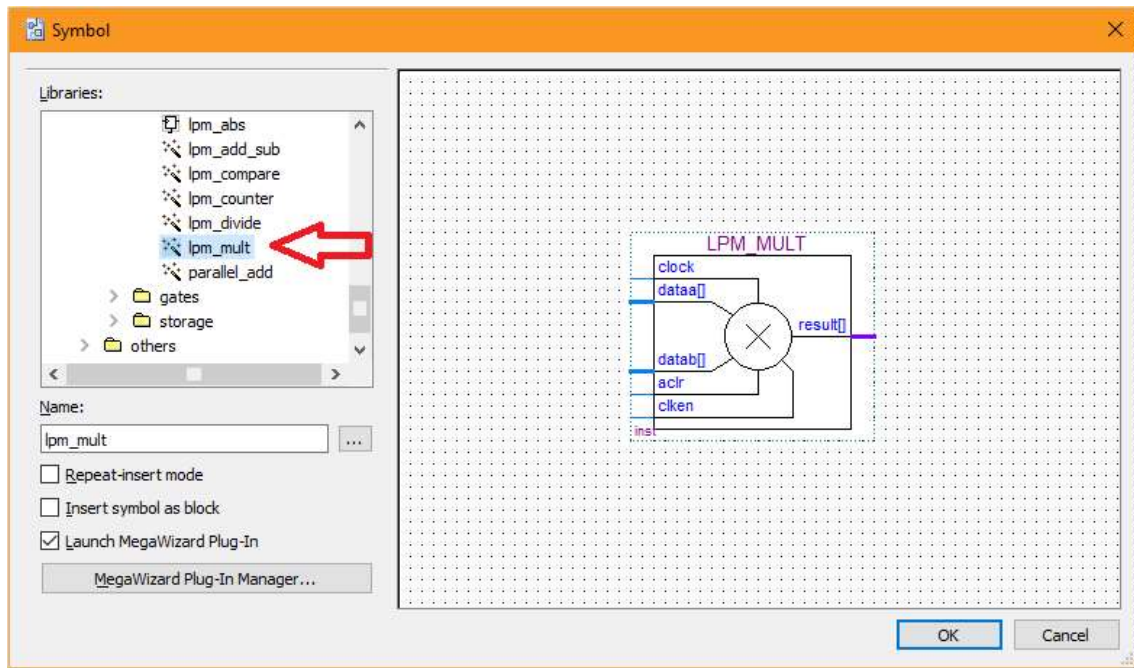 Symbol
Libraries:
lpm_abs
lpm_add_sub
lpm_compare
lpm_counter
lpm_divide
lpm_mult
parallel_add
gates
storage
others
Name:
lpm_mult
...
Repeat-insert mode
Insert symbol as block
Launch MegaWizard Plug-In
MegaWizard Plug-In Manager...
LPM_MULT
clock
dataa[]
result[]
datab[]
aclr
clken
inst
OK
Cancel